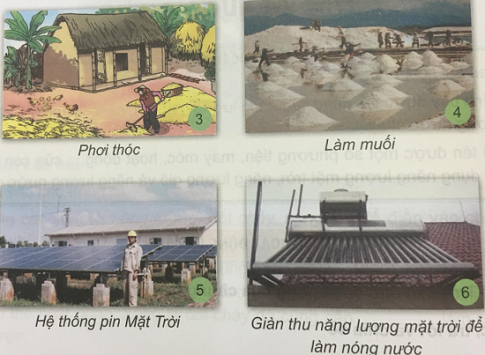 3
4
Phơi thóc
Làm muối
5
6
Hệ thống pin Mặt Trời
Giàn thu năng lượng mặt trời để
làm nóng nước